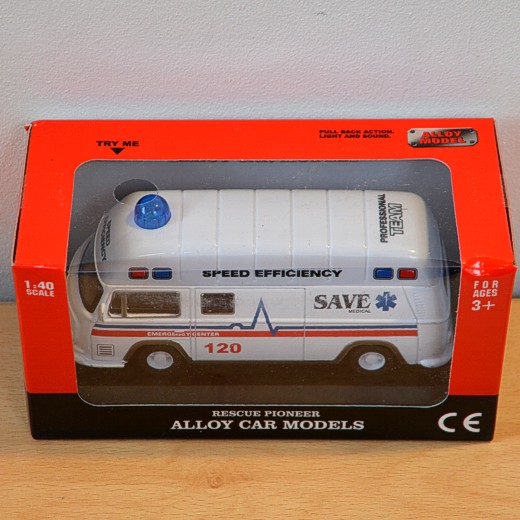 TRY ME
PULL BACK ACTION.
LIGHT AND SOUND.
ALLOY
MODEL
PROFESSIONAL
TEAM
SPEED
SPEED EFFICIENCY
1:40
SCALE
FOR
AGES
3+
SAVE
MEDICAL
EMERGENCY CENTER
120
RESCUE PIONEER
ALLOY CAR MODELS
CE